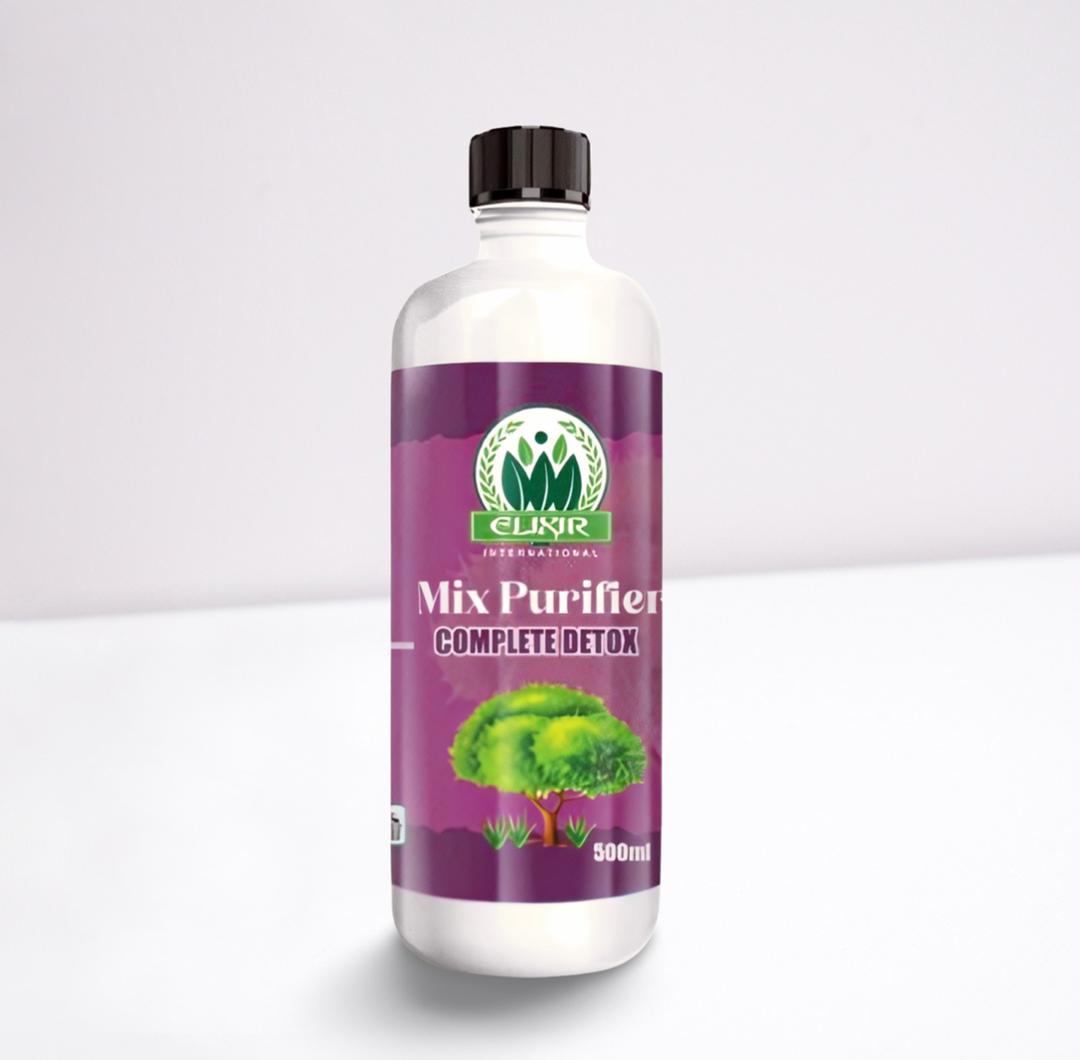 ELIXIR
INTERNATIONAL
Mix Purifier
COMPLETE DETOX
500ml